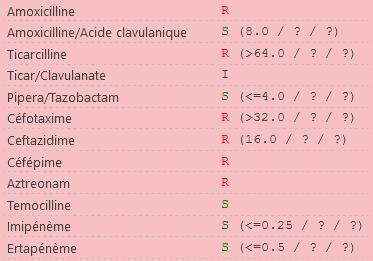 Amoxicilline R
Amoxicilline/Acide clavulanique S (8.0 / ? / ?)
Ticarcilline R (>64.0 / ? / ?)
Ticar/Clavulanate I
Pipera/Tazobactam S (<=4.0 / ? / ?)
Céfotaxime R (>32.0 / ? / ?)
Ceftazidime R (16.0 / ? / ?)
Céfépime R
Aztreonam R
Temocilline S
Imipénème S (<=0.25 / ? / ?)
Ertapénème S (<=0.5 / ? / ?)